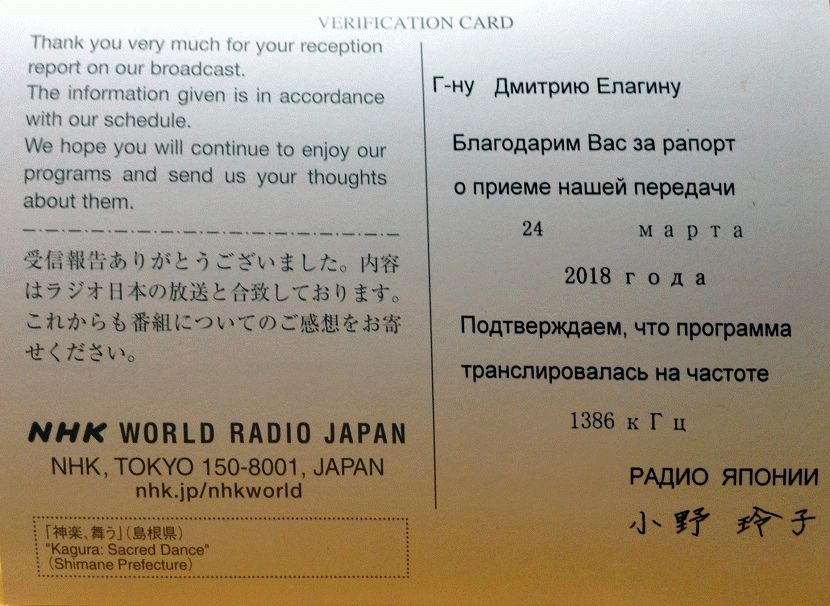 VERIFICATION CARD
Thank you very much for your reception
report on our broadcast.
The information given is in accordance
with our schedule.
We hope you will continue to enjoy our
programs and send us your thoughts
about them.
受信報告ありがとうございました。内容
はラジオ日本の放送と合致しております。
これからも番組についてのご感想をお寄
せください。
NHK WORLD RADIO JAPAN
NHK, TOKYO 150-8001, JAPAN
nhk.jp/nhkworld
「神楽、舞う」(島根県)
"Kagura: Sacred Dance"
(Shimane Prefecture)
Г-ну Дмитрию Елагину
Благодарим Вас за рапорт
о приеме нашей передачи
24 марта
2018 года
Подтверждаем, что программа
транслировалась на частоте
1386 кГц
РАДИО ЯПОНИИ
小野 玲子